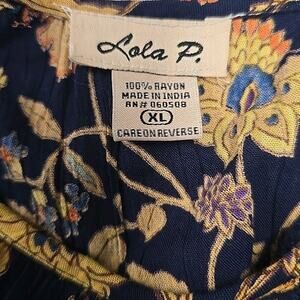 Lola P.
100% RAYON
MADE IN INDIA
RN# 060508
XL
CARE ON REVERSE